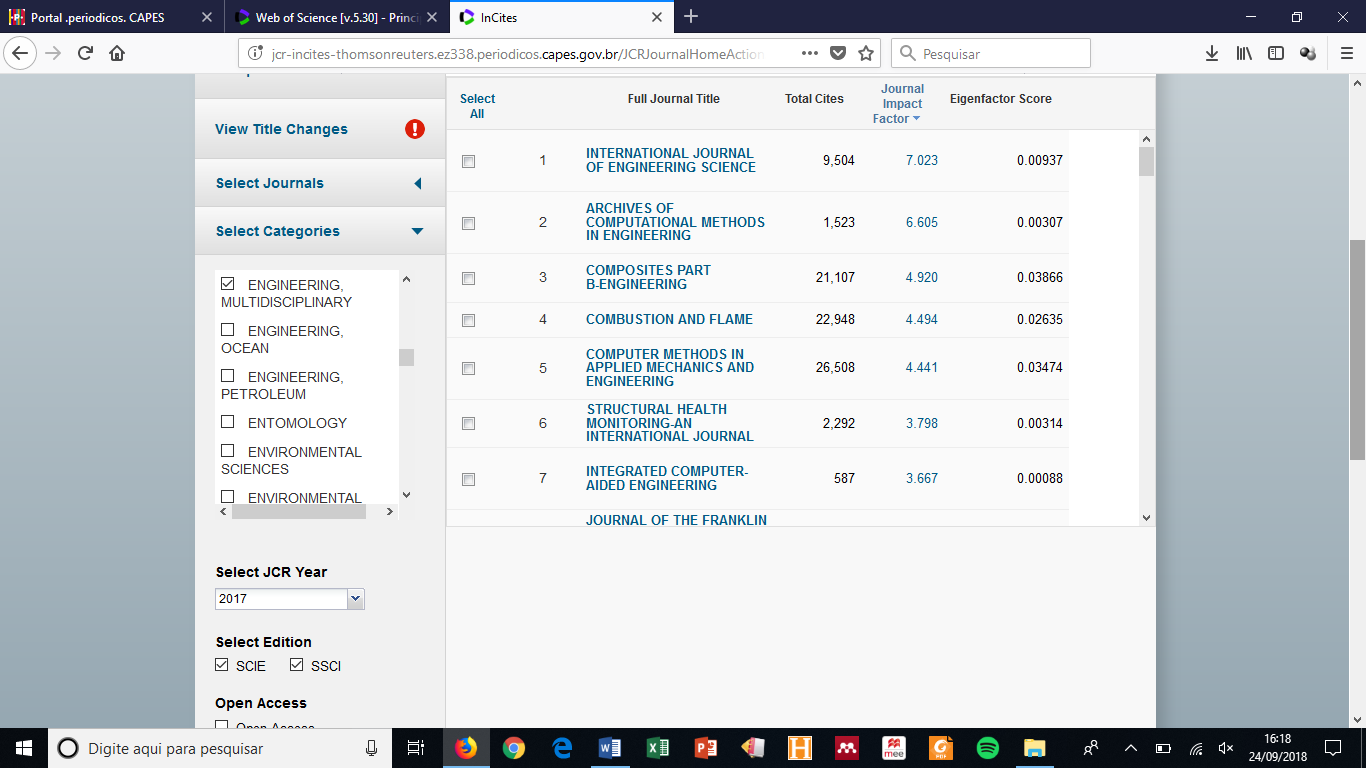 Portal .periodicos. CAPES
Web of Science [v.5.30] - Princi
InCites
jcr-incites-thomsonreuters.ez338.periodicos.capes.gov.br/JCRJournalHomeAction
Pesquisar
View Title Changes
Select Journals
Select Categories
ENGINEERING,
MULTIDISCIPLINARY
ENGINEERING,
OCEAN
ENGINEERING,
PETROLEUM
ENTOMOLOGY
ENVIRONMENTAL
SCIENCES
ENVIRONMENTAL
Select JCR Year
2017
Select Edition
SCIE SSCI
Open Access
Open Access
Select
All
Full Journal Title
Total Cites
Journal
Impact
Factor
Eigenfactor Score
1 INTERNATIONAL JOURNAL
OF ENGINEERING SCIENCE 9,504 7.023 0.00937
2 ARCHIVES OF
COMPUTATIONAL METHODS
IN ENGINEERING 1,523 6.605 0.00307
3 COMPOSITES PART
B-ENGINEERING 21,107 4.920 0.03866
4 COMBUSTION AND FLAME 22,948 4.494 0.02635
5 COMPUTER METHODS IN
APPLIED MECHANICS AND
ENGINEERING 26,508 4.441 0.03474
6 STRUCTURAL HEALTH
MONITORING-AN
INTERNATIONAL JOURNAL 2,292 3.798 0.00314
7 INTEGRATED COMPUTER-
AIDED ENGINEERING 587 3.667 0.00088
JOURNAL OF THE FRANKLIN
Digite aqui para pesquisar
16:18
24/09/2018